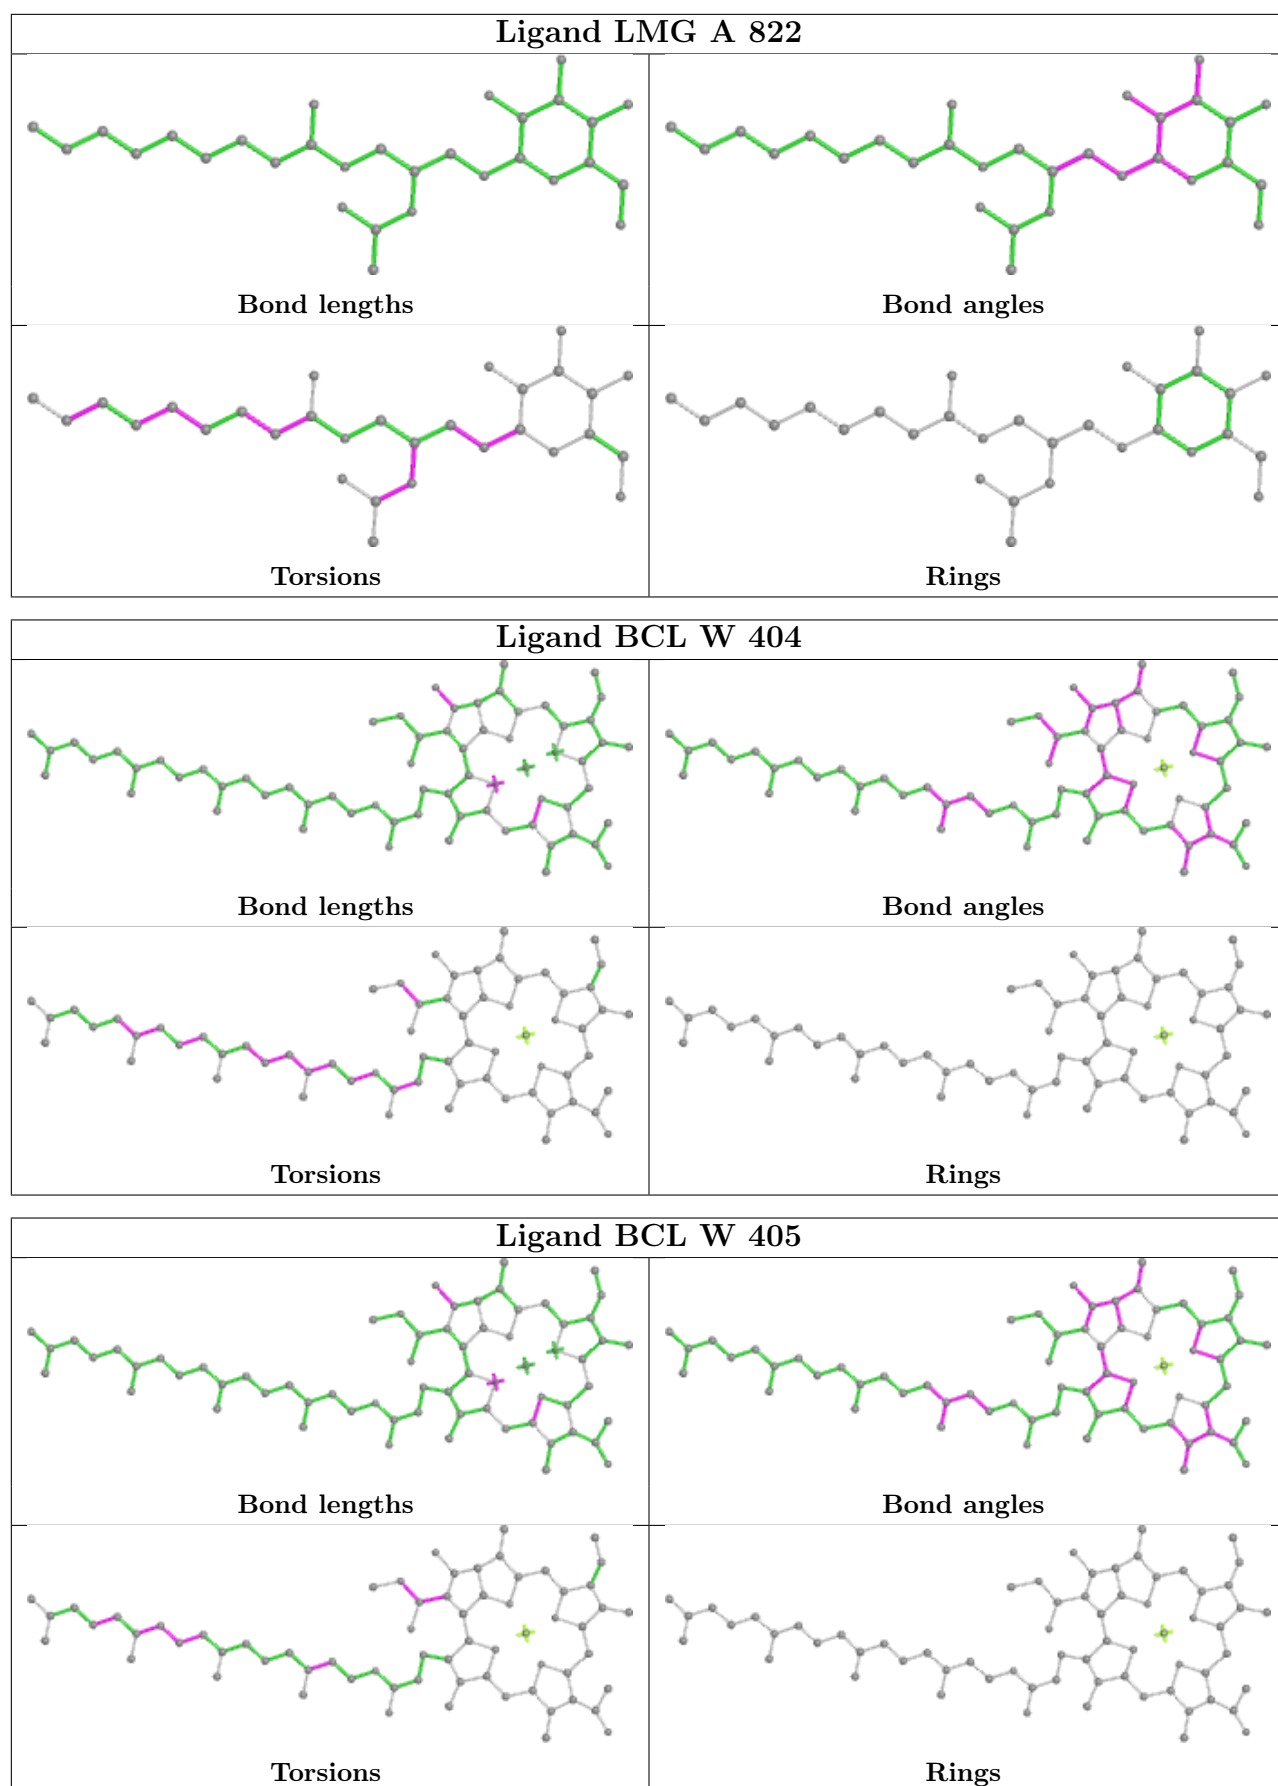 Ligand LMG A 822
Bond lengths
Bond angles
Torsions
Rings
Ligand BCL W 404
Bond lengths
Bond angles
Torsions
Rings
Ligand BCL W 405
Bond lengths
Bond angles
Torsions
Rings